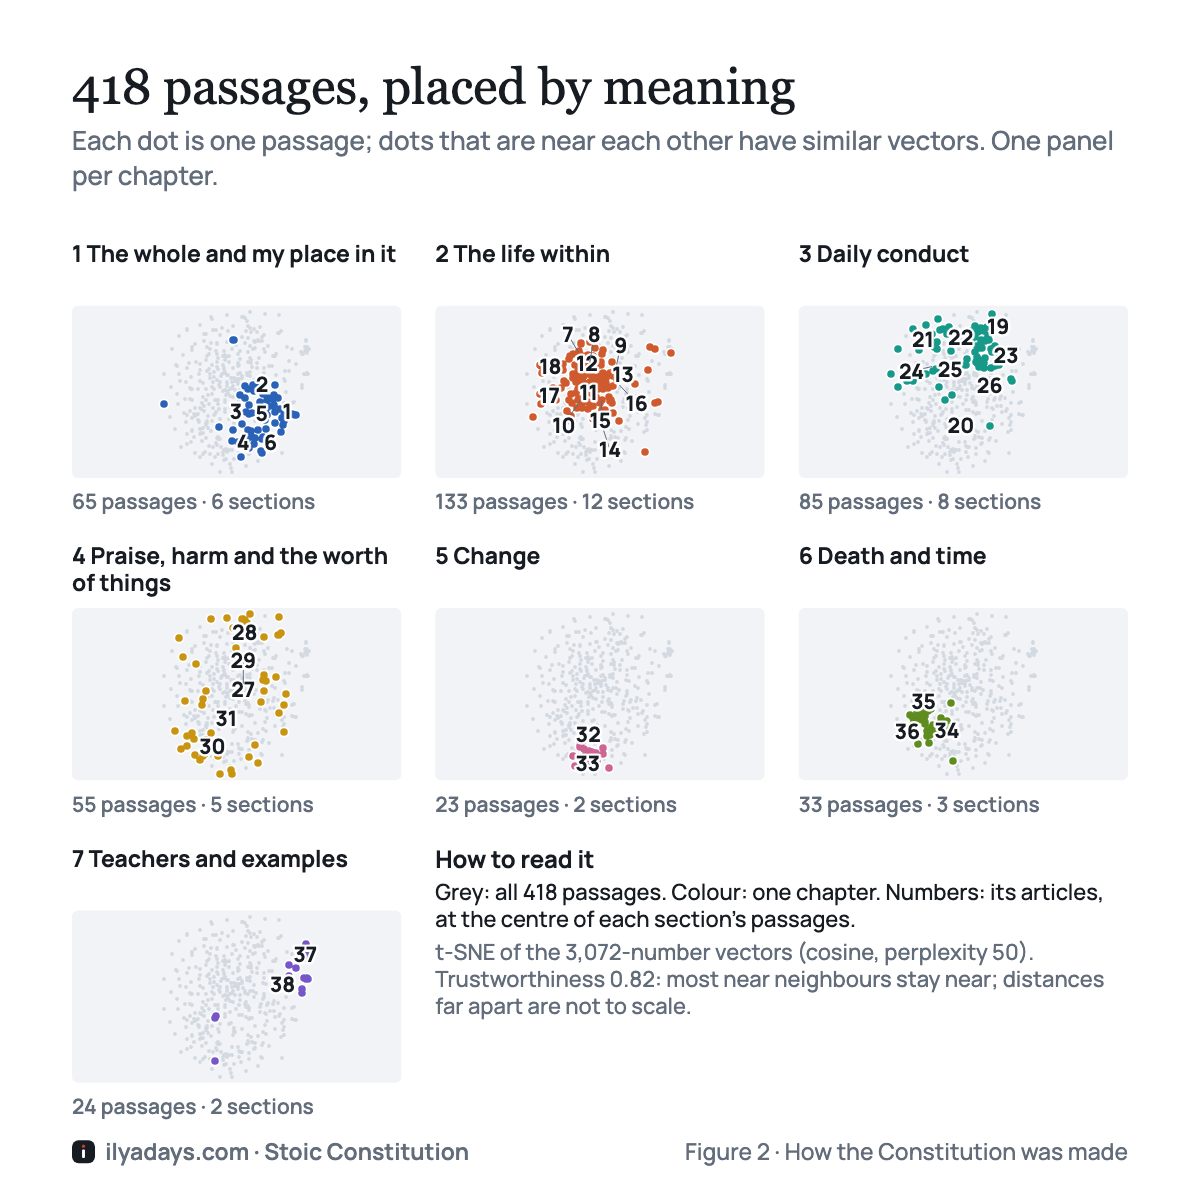 418 passages, placed by meaning
Each dot is one passage; dots that are near each other have similar vectors. One panel
per chapter.
1 The whole and my place in it
2
3
5
1
4
6
65 passages · 6 sections
2 The life within
7
8
9
18
12
13
17
11
16
10
15
14
133 passages · 12 sections
3 Daily conduct
19
21
22
23
24
25
26
20
85 passages · 8 sections
4 Praise, harm and the worth
of things
28
29
27
31
30
55 passages · 5 sections
5 Change
32
33
23 passages · 2 sections
6 Death and time
35
36
34
33 passages · 3 sections
7 Teachers and examples
37
38
24 passages · 2 sections
How to read it
Grey: all 418 passages. Colour: one chapter. Numbers: its articles,
at the centre of each section’s passages.
t-SNE of the 3,072-number vectors (cosine, perplexity 50).
Trustworthiness 0.82: most near neighbours stay near; distances
far apart are not to scale.
i
ilyadays.com · Stoic Constitution
Figure 2 · How the Constitution was made